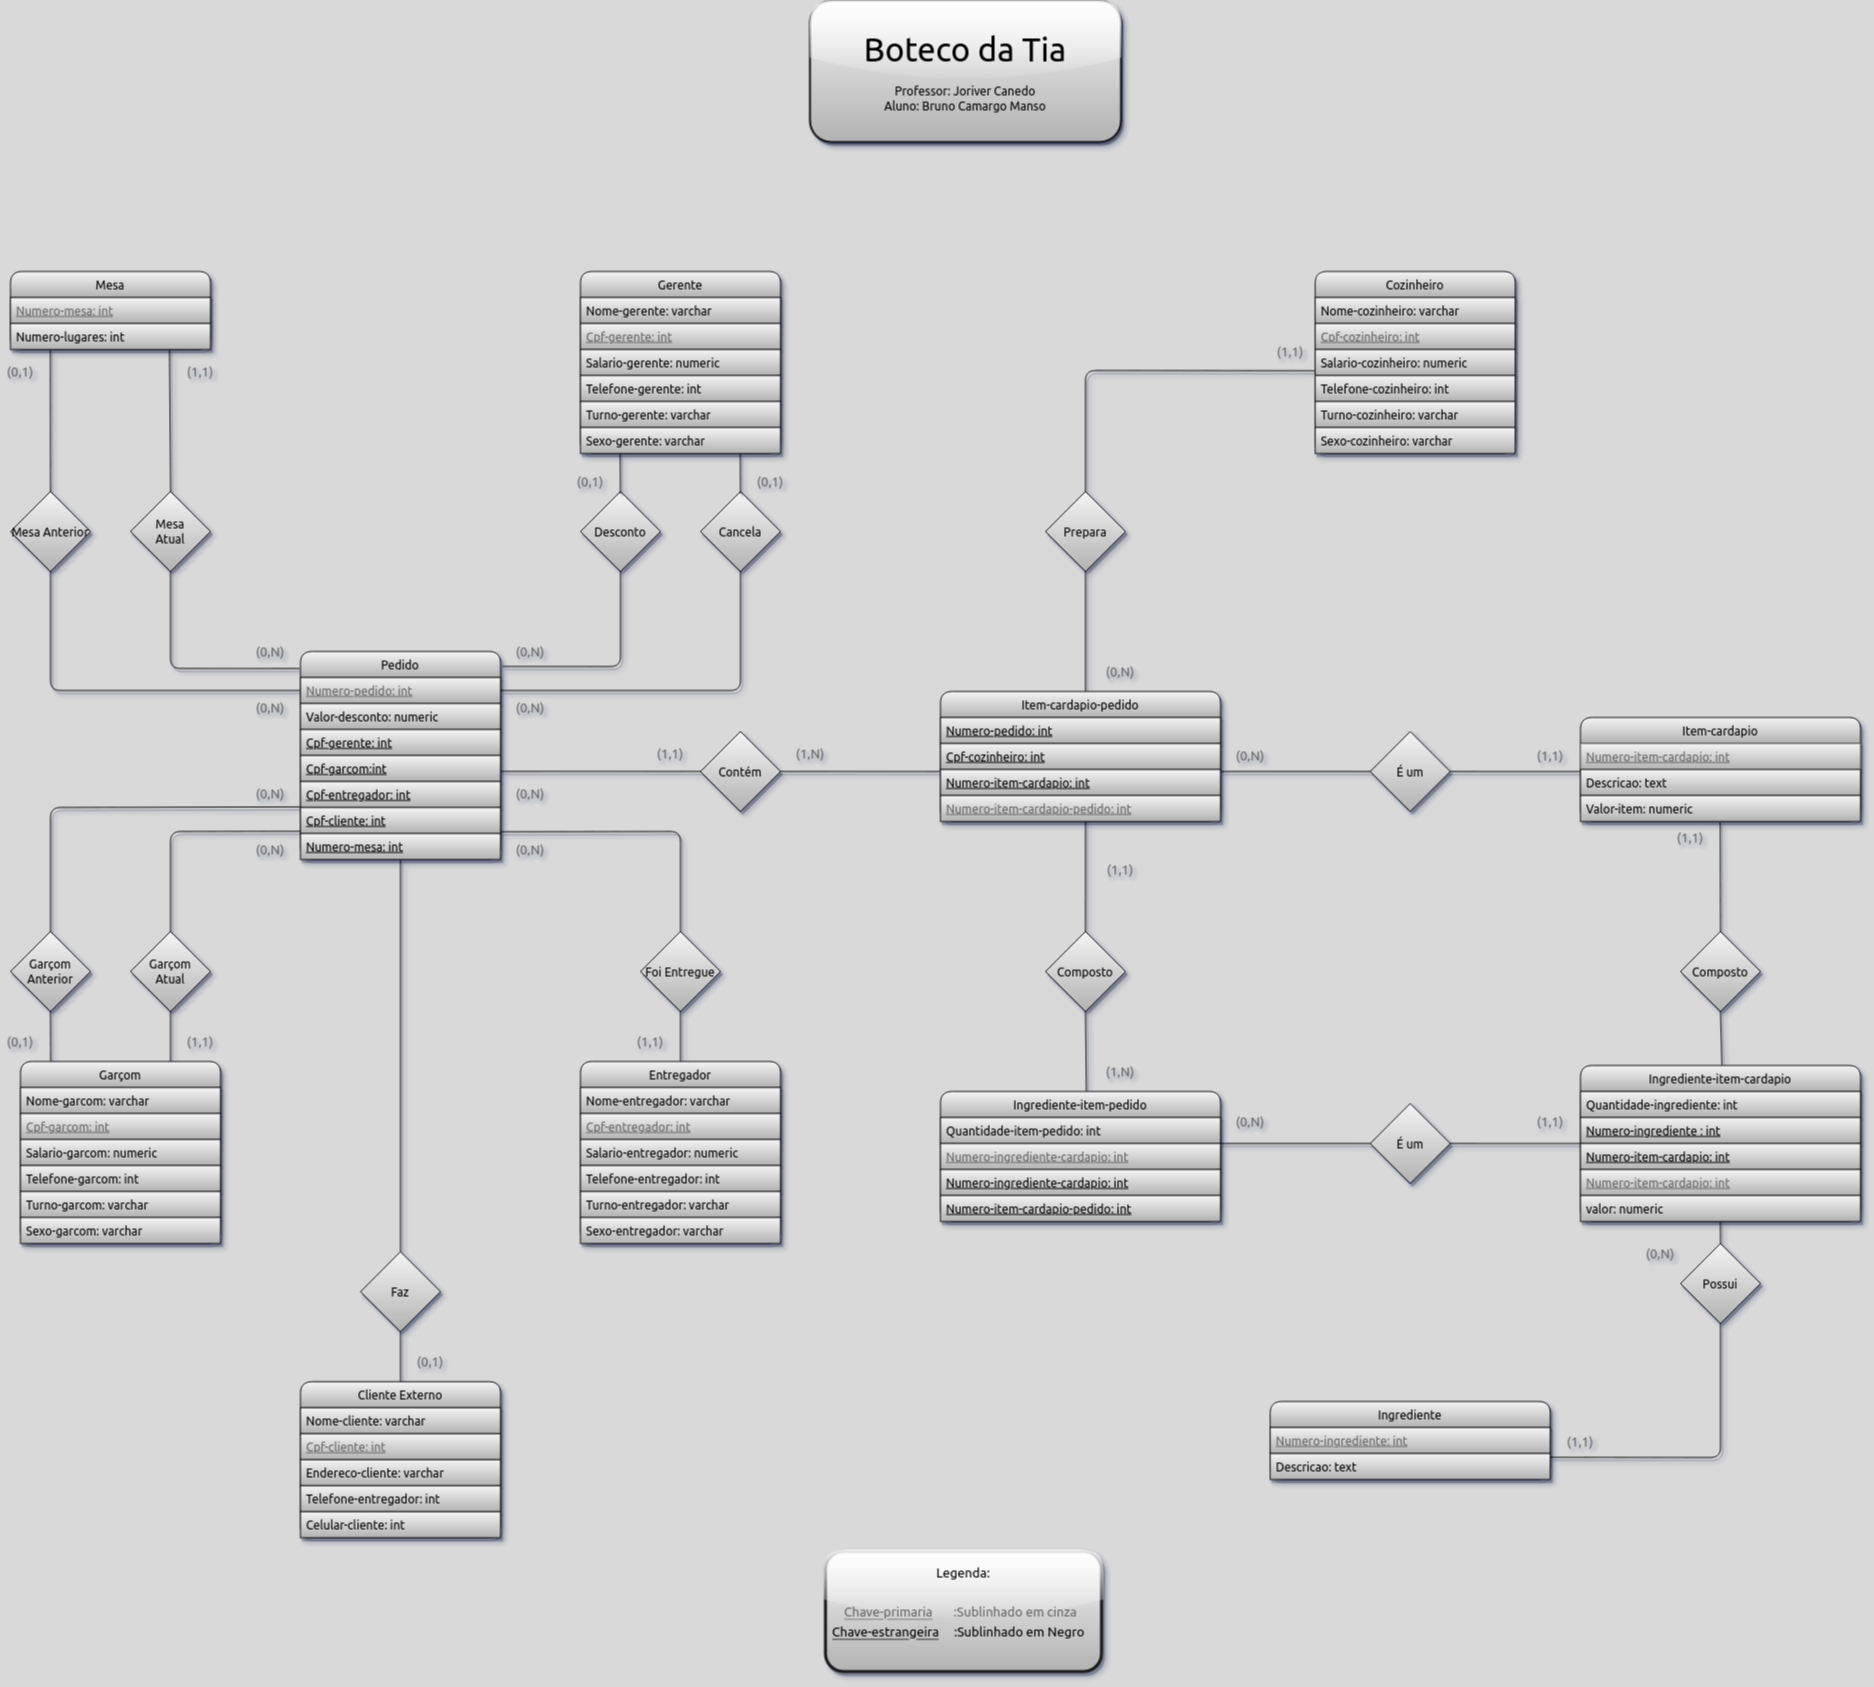 Boteco da Tia
Professor: Joriver Canedo
Aluno: Bruno Camargo Manso
Mesa
Numero-mesa: int
Numero-lugares: int
(0,1)
(1,1)
Mesa Anterior
Mesa
Atual
Gerente
Nome-gerente: varchar
Cpf-gerente: int
Salario-gerente: numeric
Telefone-gerente: int
Turno-gerente: varchar
Sexo-gerente: varchar
(0,1)
(0,1)
Desconto
Cancela
Cozinheiro
Nome-cozinheiro: varchar
Cpf-cozinheiro: int
Salario-cozinheiro: numeric
Telefone-cozinheiro: int
Turno-cozinheiro: varchar
Sexo-cozinheiro: varchar
(1,1)
Prepara
(0,N)
(0,N)
(0,N)
(0,N)
(0,N)
Pedido
Numero-pedido: int
Valor-desconto: numeric
Cpf-gerente: int
Cpf-garcom:int
Cpf-entregador: int
Cpf-cliente: int
Numero-mesa: int
(0,N)
(0,N)
(0,N)
(0,N)
(1,1)
Contém
(1,N)
Item-cardapio-pedido
Numero-pedido: int
Cpf-cozinheiro: int
Numero-item-cardapio: int
Numero-item-cardapio-pedido: int
(0,N)
É um
(1,1)
Item-cardapio
Numero-item-cardapio: int
Descricao: text
Valor-item: numeric
(1,1)
(1,1)
Garçom
Anterior
Garçom
Atual
Foi Entregue
Composto
Composto
(0,1)
(1,1)
(1,1)
(1,N)
Garçom
Nome-garcom: varchar
Cpf-garcom: int
Salario-garcom: numeric
Telefone-garcom: int
Turno-garcom: varchar
Sexo-garcom: varchar
Entregador
Nome-entregador: varchar
Cpf-entregador: int
Salario-entregador: numeric
Telefone-entregador: int
Turno-entregador: varchar
Sexo-entregador: varchar
Ingrediente-item-pedido
Quantidade-item-pedido: int
Numero-ingrediente-cardapio: int
Numero-ingrediente-cardapio: int
Numero-item-cardapio-pedido: int
(0,N)
É um
(1,1)
Ingrediente-item-cardapio
Quantidade-ingrediente: int
Numero-ingrediente : int
Numero-item-cardapio: int
Numero-item-cardapio: int
valor: numeric
(0,N)
Possui
Faz
(0,1)
Cliente Externo
Nome-cliente: varchar
Cpf-cliente: int
Endereco-cliente: varchar
Telefone-entregador: int
Celular-cliente: int
Ingrediente
Numero-ingrediente: int
Descricao: text
(1,1)
Legenda:
Chave-primaria :Sublinhado em cinza
Chave-estrangeira :Sublinhado em Negro